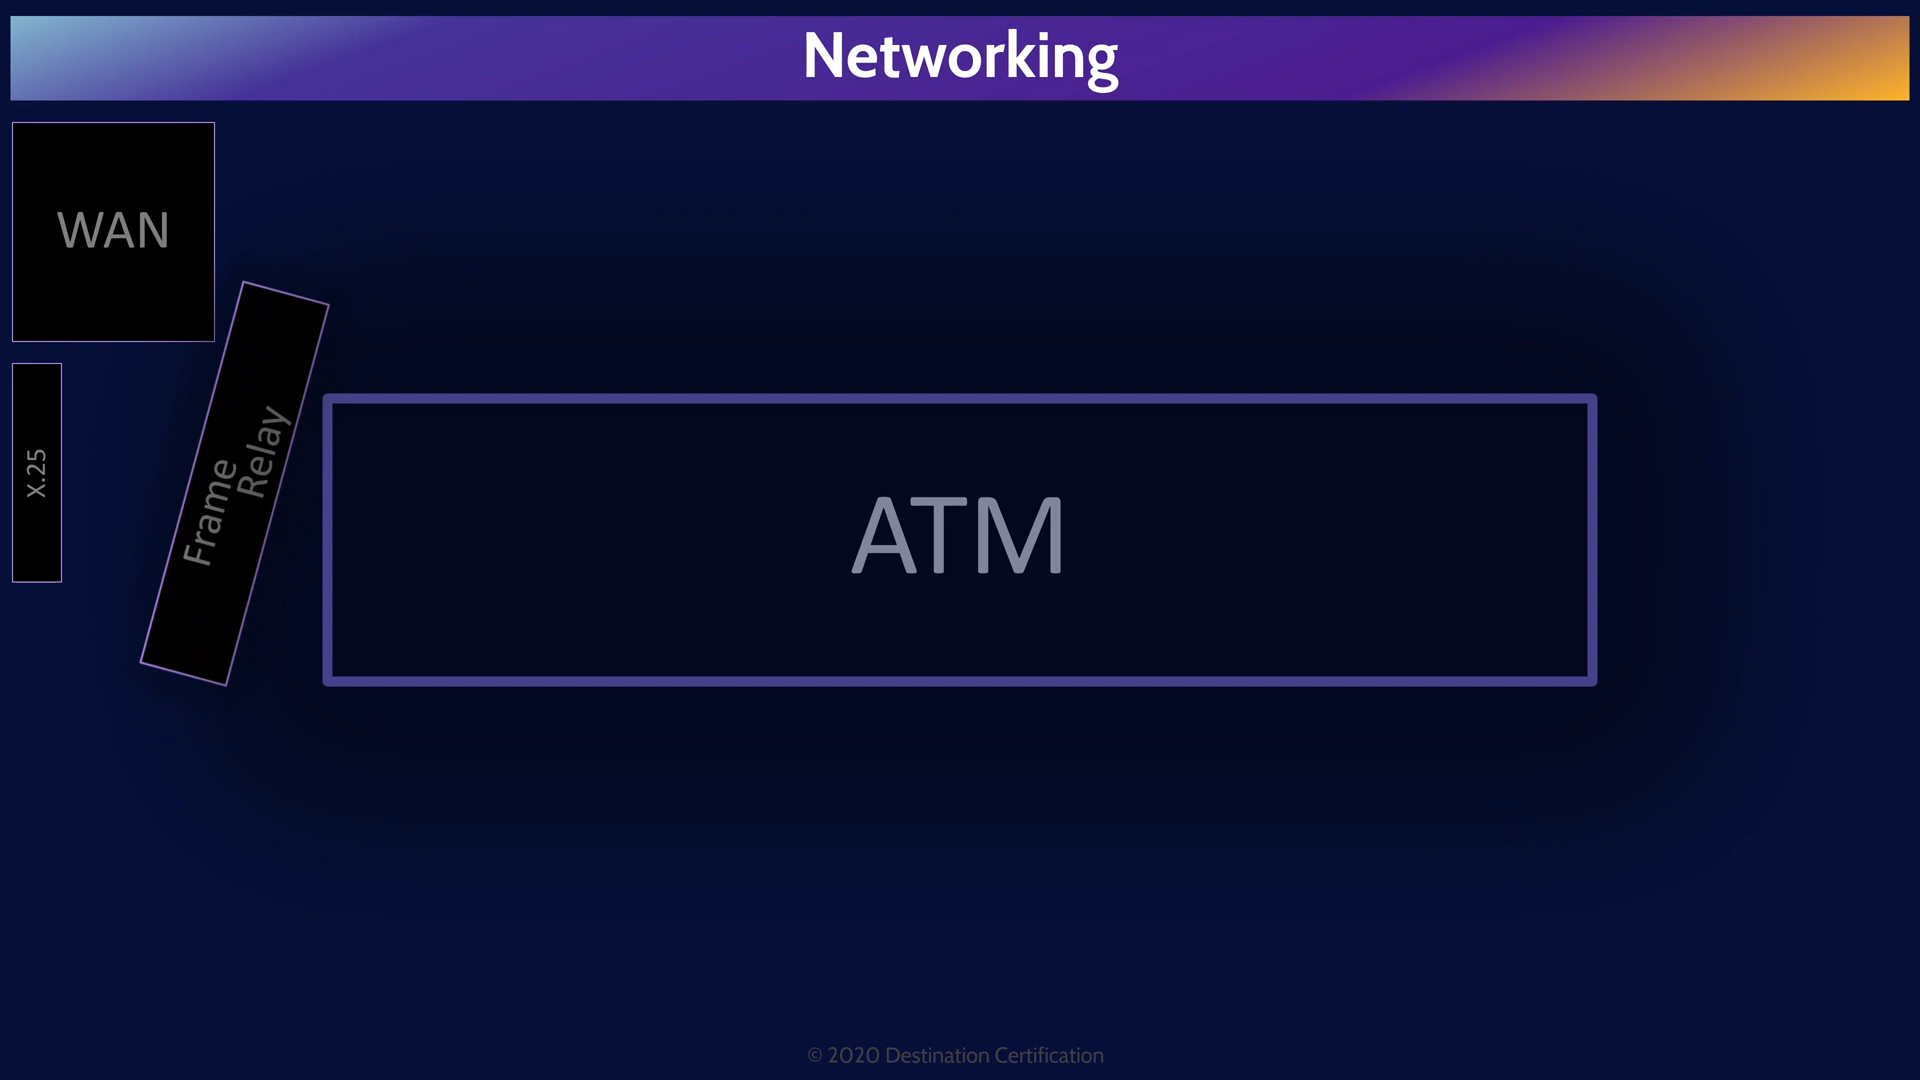 Networking
WAN
X.25
Frame
Relay
ATM
© 2020 Destination Certification